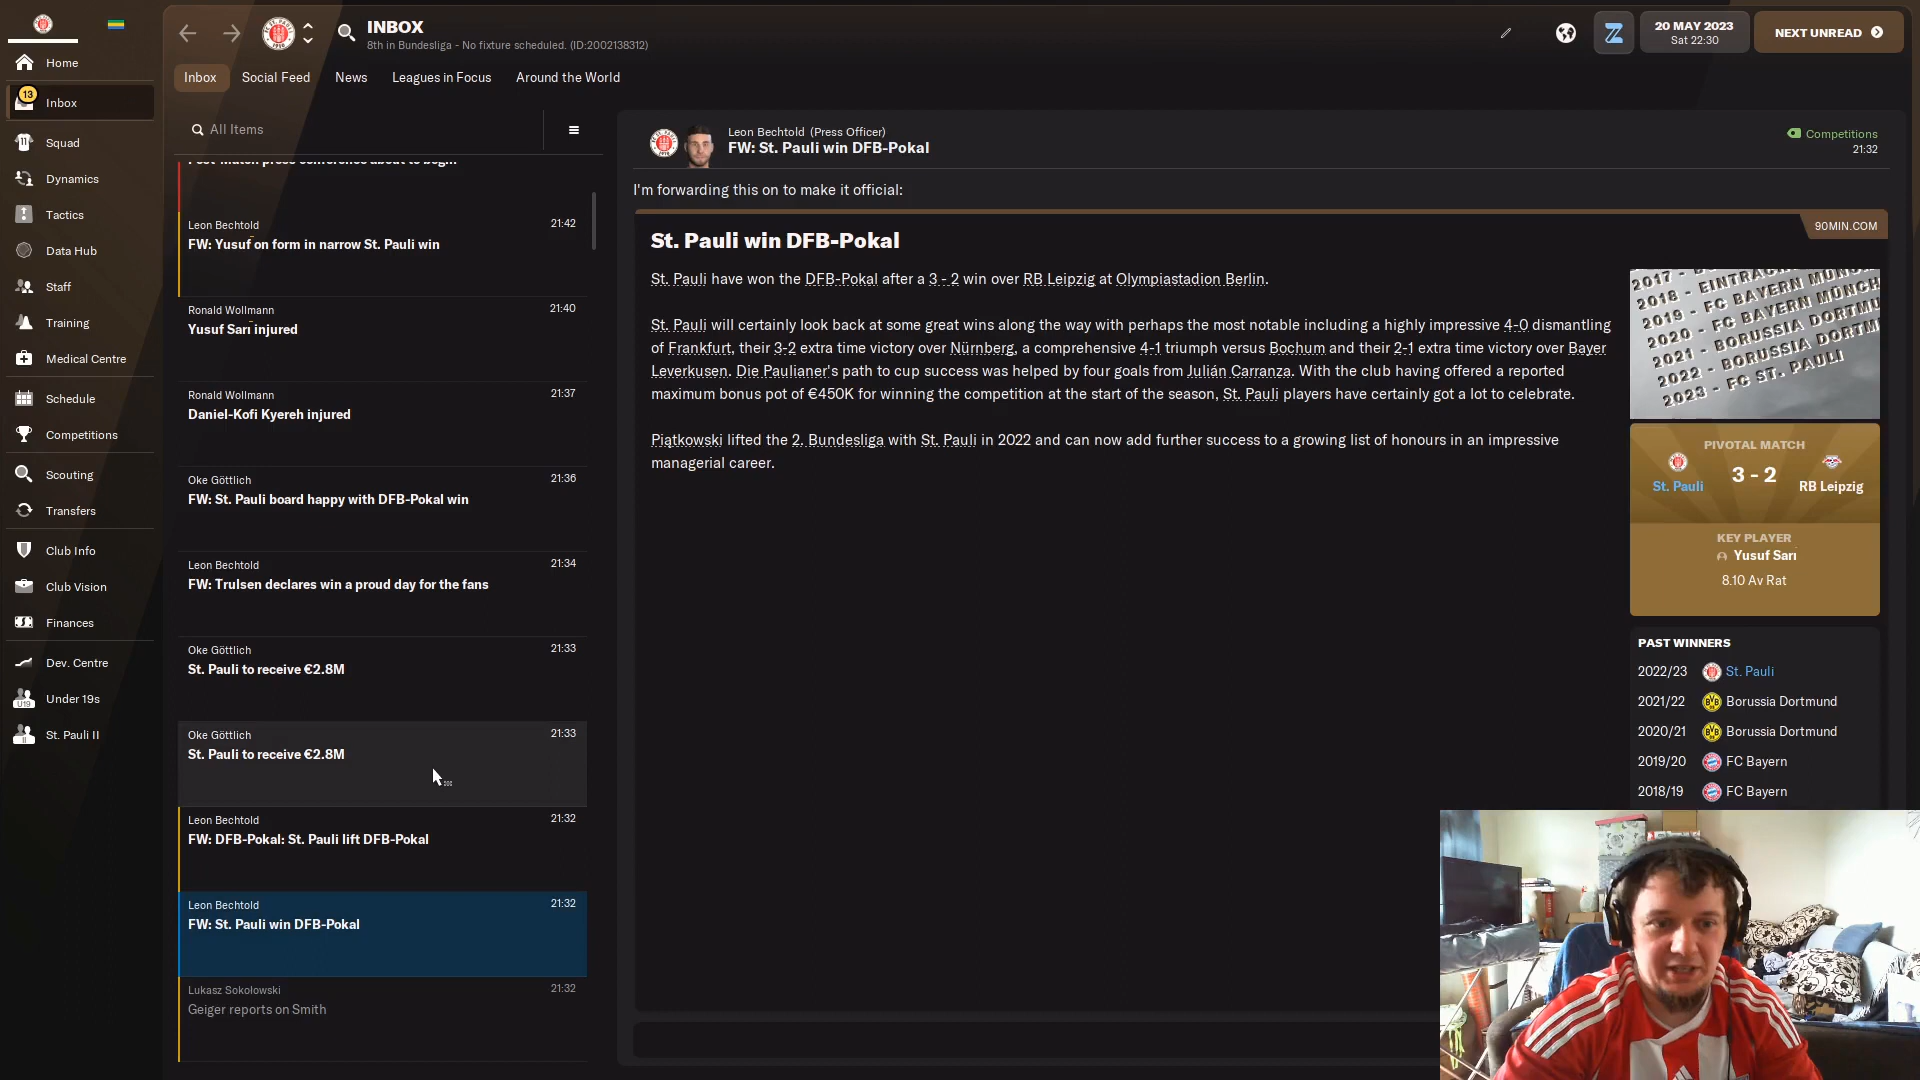 INBOX
8th in Bundesliga - No fixture scheduled. (ID:2002138312)
20 MAY 2023
Sat 22:30
NEXT UNREAD
Home
13
Inbox
Squad
Dynamics
Tactics
Data Hub
Staff
Training
Medical Centre
Schedule
Competitions
Scouting
Transfers
Club Info
Club Vision
Finances
Dev. Centre
Under 19s
St. Pauli II
Inbox
Social Feed
News
Leagues in Focus
Around the World
All Items
Post-match press conference about to begin
Leon Bechtold
21:42
FW: Yusuf on form in narrow St. Pauli win
Ronald Wollmann
21:40
Yusuf Sarı injured
Ronald Wollmann
21:37
Daniel-Kofi Kyereh injured
Oke Göttlich
21:36
FW: St. Pauli board happy with DFB-Pokal win
Leon Bechtold
21:34
FW: Trulsen declares win a proud day for the fans
Oke Göttlich
21:33
St. Pauli to receive €2.8M
Oke Göttlich
21:33
St. Pauli to receive €2.8M
Leon Bechtold
21:32
FW: DFB-Pokal: St. Pauli lift DFB-Pokal
Leon Bechtold
21:32
FW: St. Pauli win DFB-Pokal
Lukasz Sokołowski
21:32
Geiger reports on Smith
Leon Bechtold (Press Officer)
FW: St. Pauli win DFB-Pokal
Competitions
21:32
I'm forwarding this on to make it official:
90MIN.COM
St. Pauli win DFB-Pokal
St. Pauli have won the DFB-Pokal after a 3 - 2 win over RB Leipzig at Olympiastadion Berlin.
St. Pauli will certainly look back at some great wins along the way with perhaps the most notable including a highly impressive 4-0 dismantling
of Frankfurt, their 3-2 extra time victory over Nürnberg, a comprehensive 4-1 triumph versus Bochum and their 2-1 extra time victory over Bayer
Leverkusen. Die Paulianer's path to cup success was helped by four goals from Julián Carranza. With the club having offered a reported
maximum bonus pot of €450K for winning the competition at the start of the season, St. Pauli players have certainly got a lot to celebrate.
Piątkowski lifted the 2. Bundesliga with St. Pauli in 2022 and can now add further success to a growing list of honours in an impressive
managerial career.
2018 - EINTRACHT
2019 - FC BAYERN MÜNCH
2020 - FC BAYERN MÜNCH
2021 - BORUSSIA DORTMU
2022 - BORUSSIA DORTM
2023 - FC ST. PAULI
PIVOTAL MATCH
St. Pauli
3 - 2
RB Leipzig
KEY PLAYER
Yusuf Sarı
8.10 Av Rat
PAST WINNERS
2022/23 St. Pauli
2021/22 Borussia Dortmund
2020/21 Borussia Dortmund
2019/20 FC Bayern
2018/19 FC Bayern